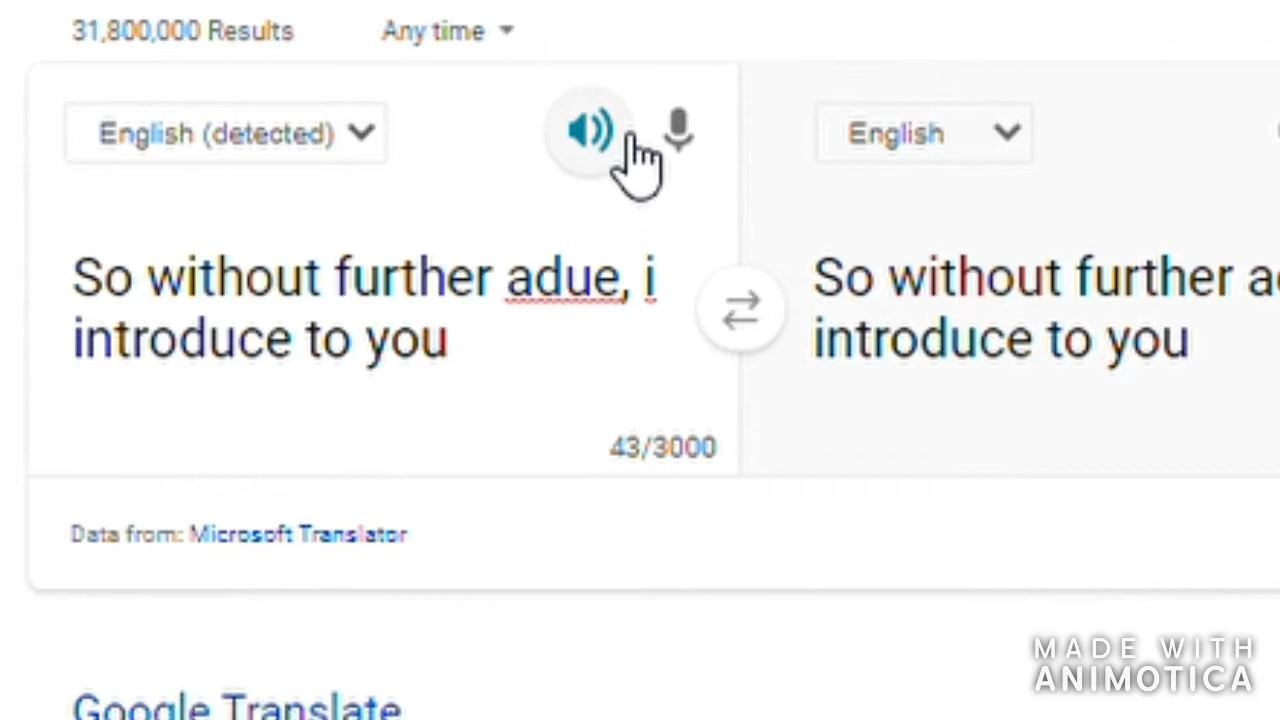 31,800,000 Results Any time
English (detected) English
So without further adue, i
introduce to you
So without further
introduce to you
43/3000
Data from: Microsoft Translator
Google Translate
MADE WITH
ANIMOTICA